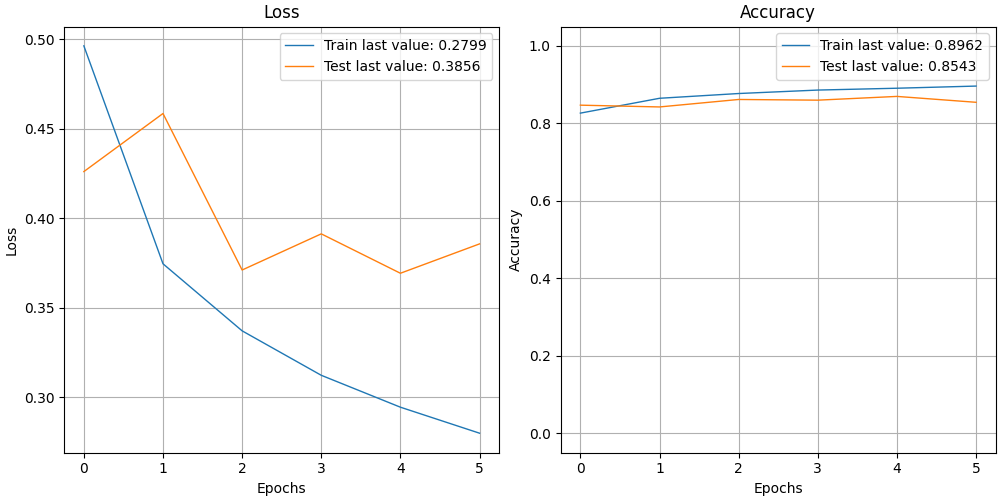 Loss
Train last value: 0.2799
Test last value: 0.3856
0.50
0.45
0.40
0.35
0.30
Loss
0 1 2 3 4 5
Epochs
Accuracy
Train last value: 0.8962
Test last value: 0.8543
1.0
0.8
0.6
0.4
0.2
0.0
Accuracy
0 1 2 3 4 5
Epochs